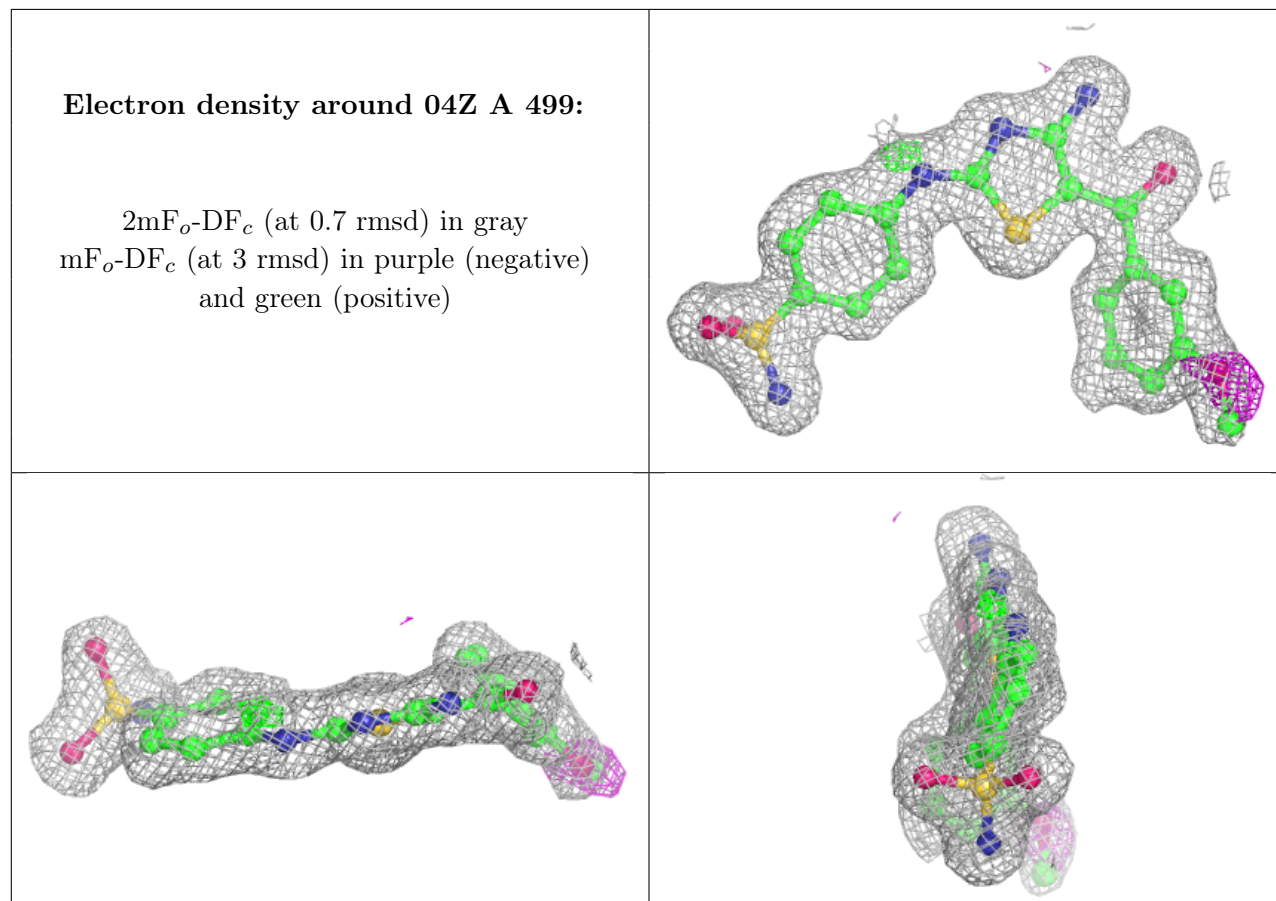 Electron density around 04Z A 499:
2mFo-DFc (at 0.7 rmsd) in gray
mFo-DFc (at 3 rmsd) in purple (negative)
and green (positive)